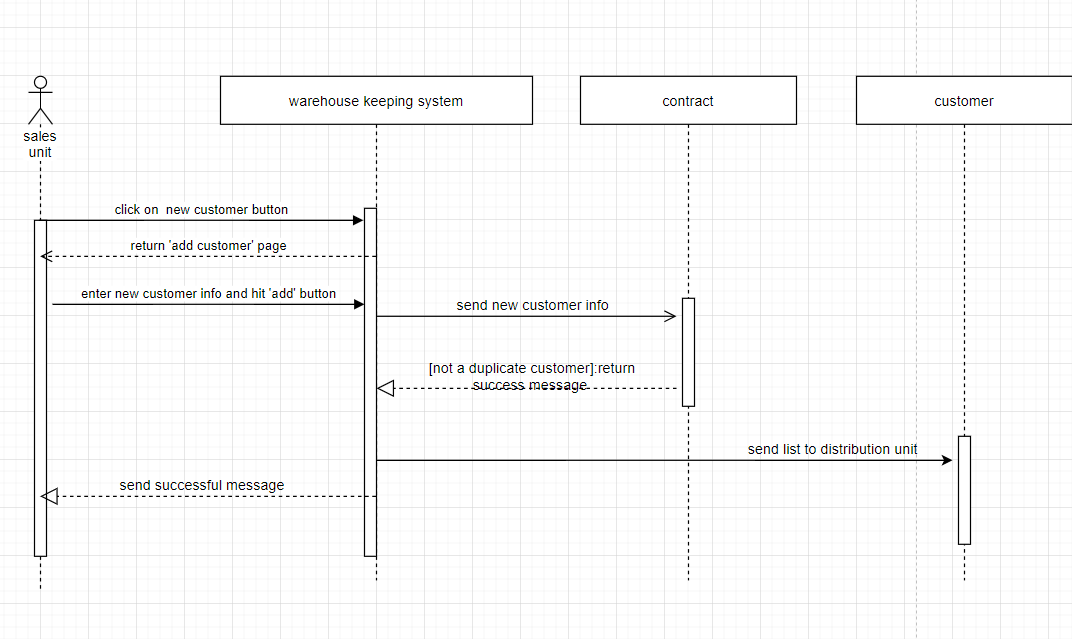 warehouse keeping system
contract
customer
sales
unit
click on  new customer button
return 'add customer' page
enter new customer info and hit 'add' button
send new customer info
[not a duplicate customer]:return
success message
send list to distribution unit
send successful message